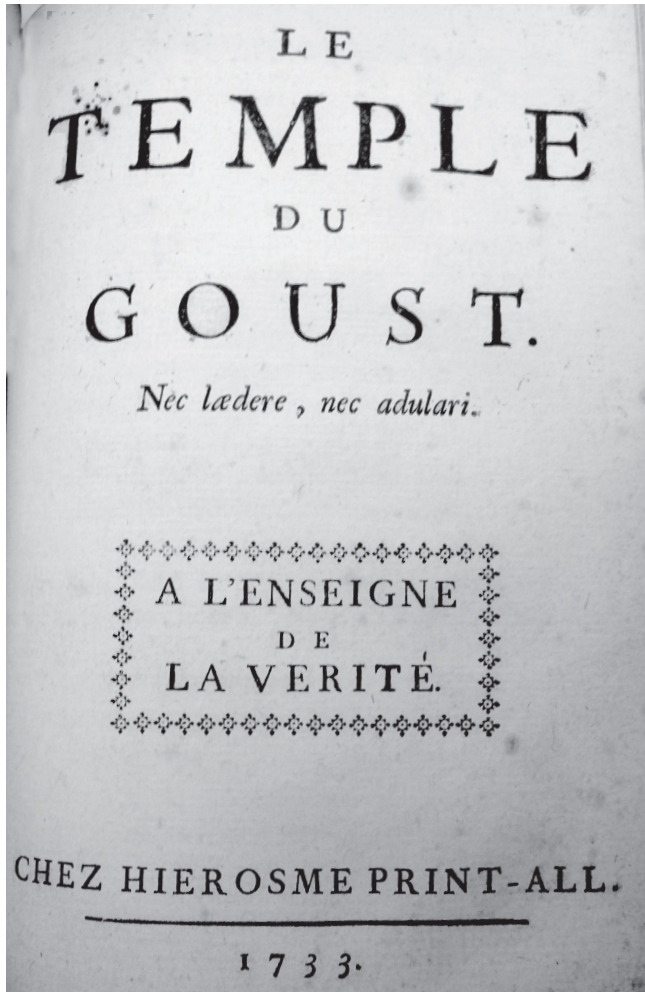 LE
TEMPLE
DU
GOUST.
Nec lædere, nec adulari.
A L'ENSEIGNE
DE
LA VERITÉ.
CHEZ HIEROSME PRINT-ALL.
1733.